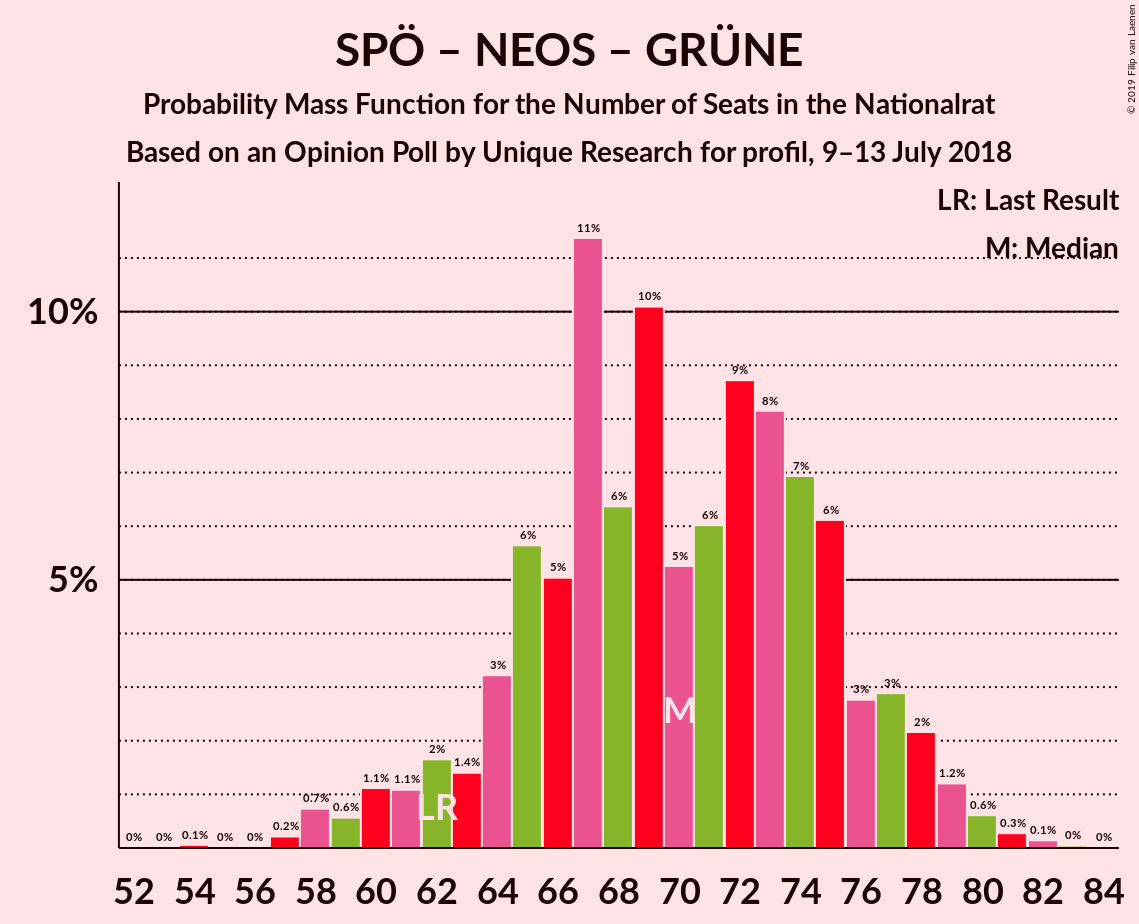 SPÖ – NEOS – GRÜNE
Probability Mass Function for the Number of Seats in the Nationalrat
Based on an Opinion Poll by Unique Research for profil, 9–13 July 2018
© 2019 Filip van Laenen
LR: Last Result
M: Median
10%
5%
0% 0% 0.1% 0% 0% 0.2% 0.7% 0.6% 1.1% 1.1% 2% 1.4% 3% 6% 5% 11% 6% 10% 5% 6% 9% 8% 7% 6% 3% 3% 2% 1.2% 0.6% 0.3% 0.1% 0% 0%
LR M
52 54 56 58 60 62 64 66 68 70 72 74 76 78 80 82 84